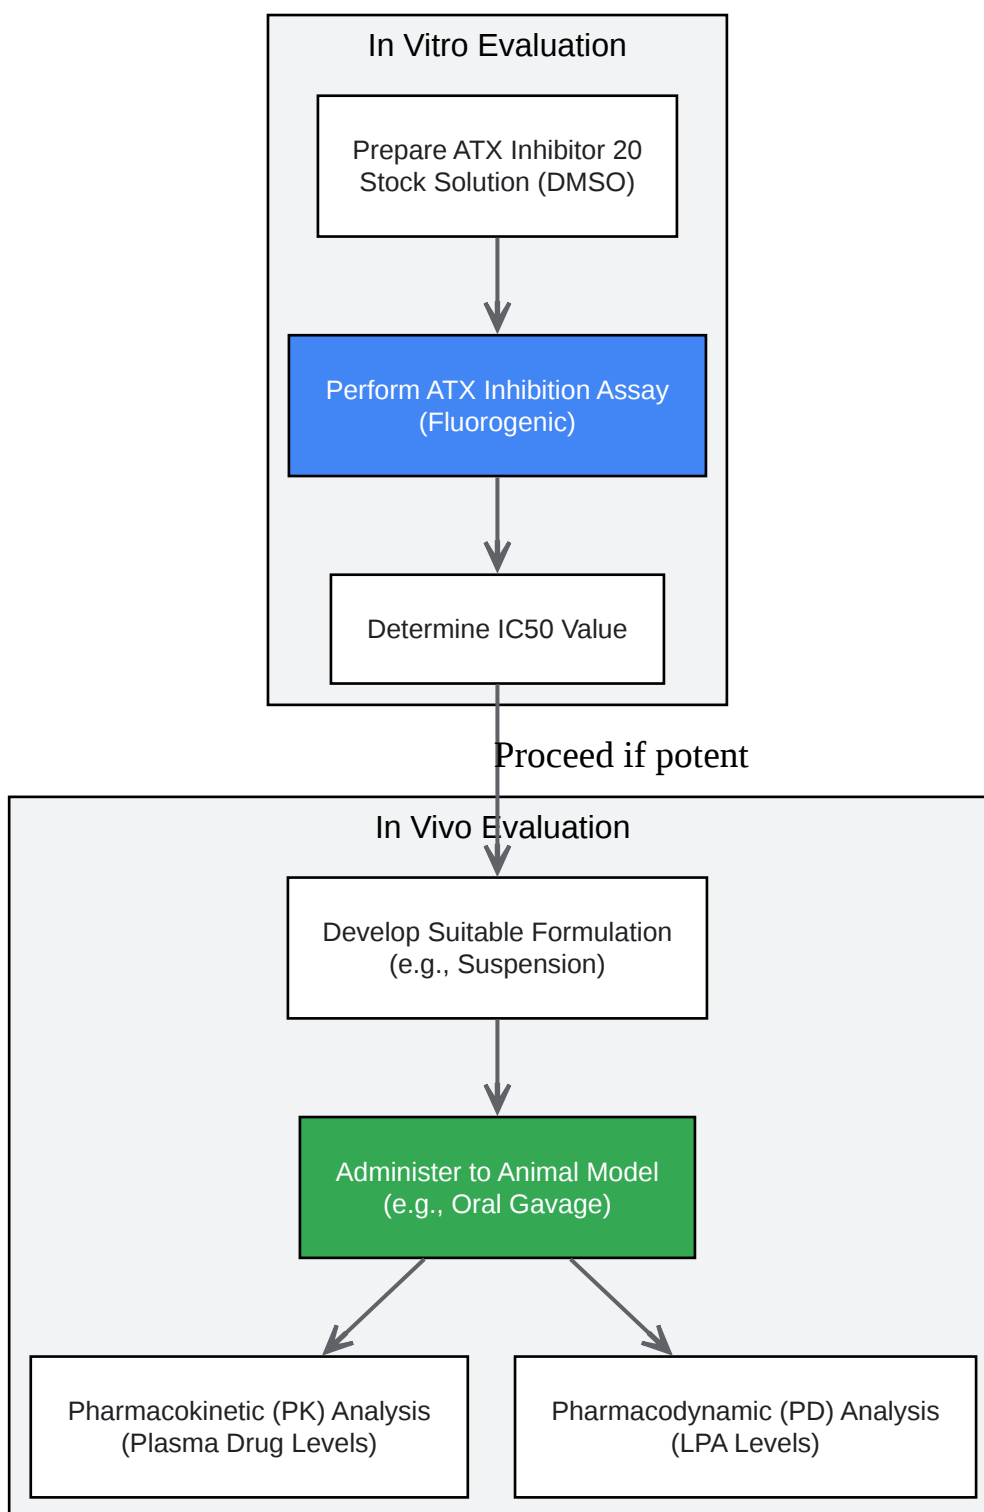 In Vitro Evaluation
Prepare ATX Inhibitor 20
Stock Solution (DMSO)
Perform ATX Inhibition Assay
(Fluorogenic)
Determine IC50 Value
Proceed if potent
In Vivo Evaluation
Develop Suitable Formulation
(e.g., Suspension)
Administer to Animal Model
(e.g., Oral Gavage)
Pharmacokinetic (PK) Analysis
(Plasma Drug Levels)
Pharmacodynamic (PD) Analysis
(LPA Levels)